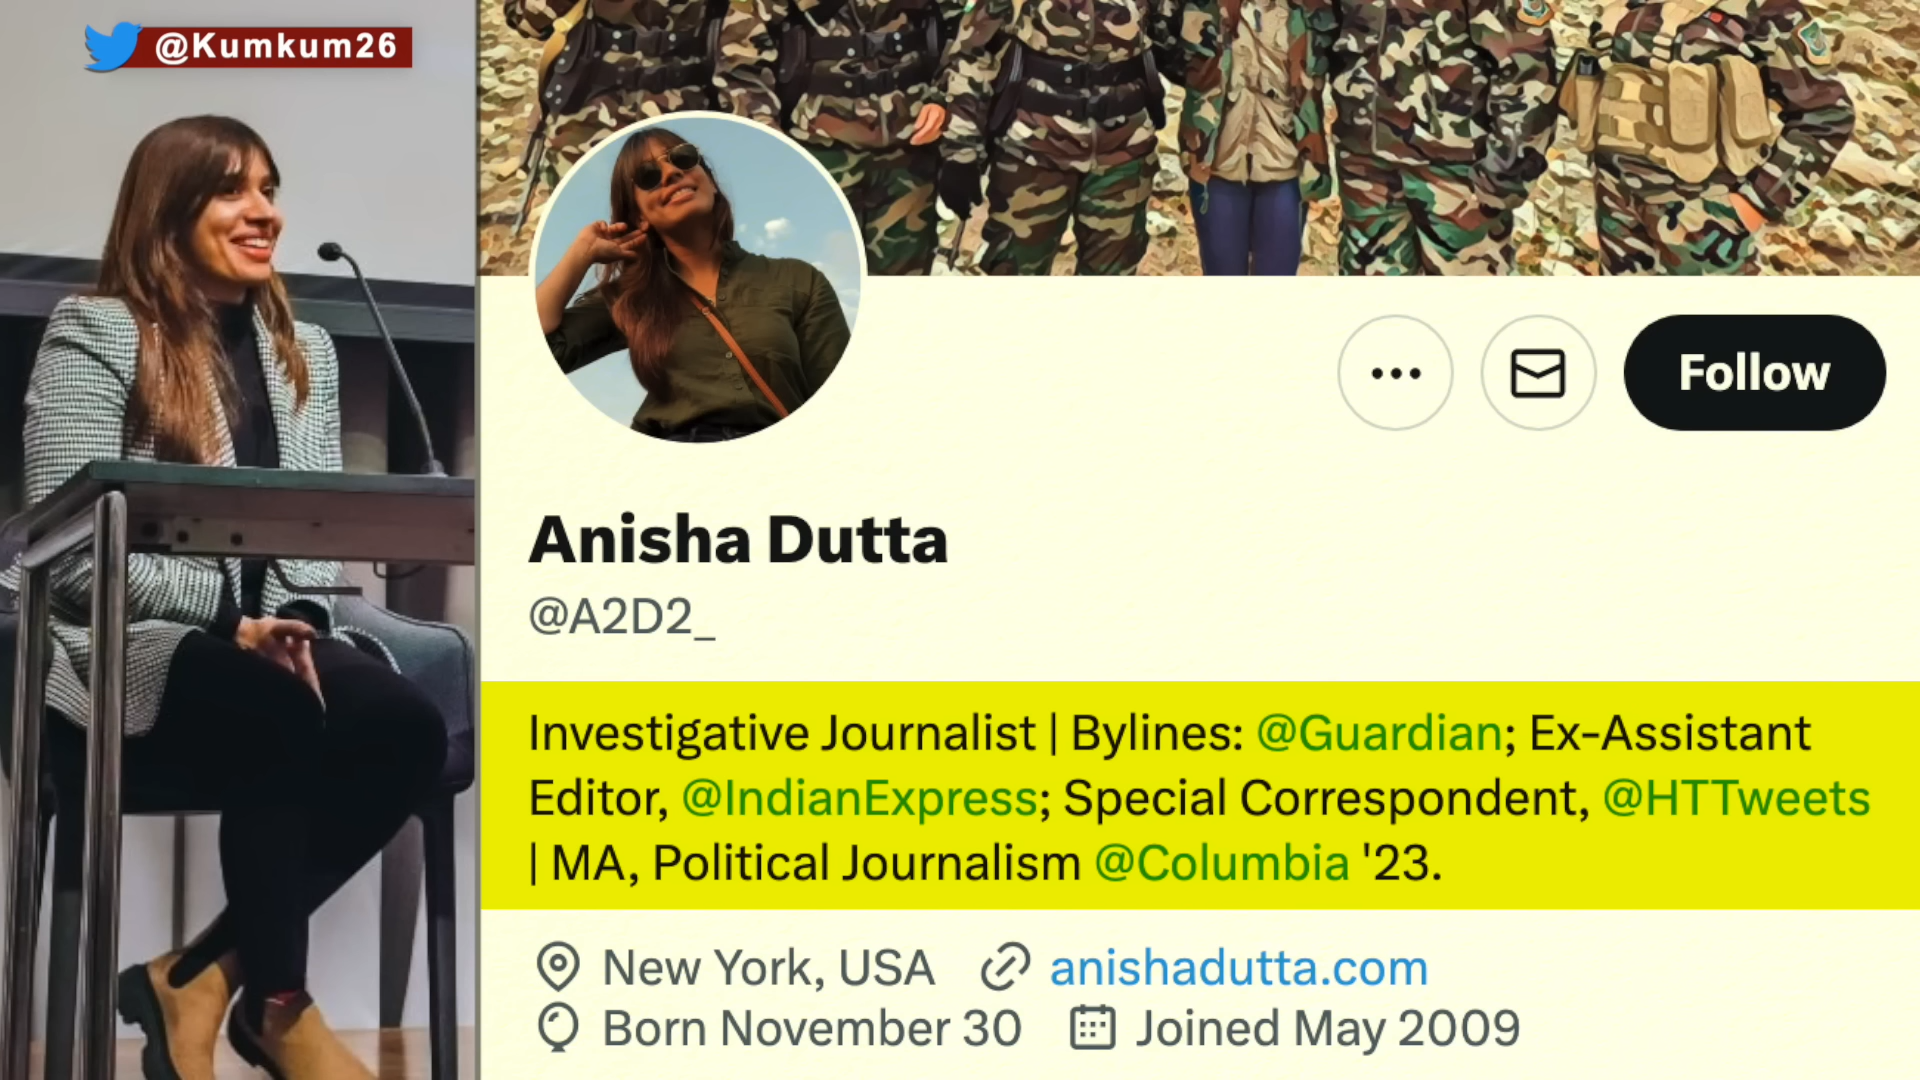 @Kumkum26
Follow
Anisha Dutta
@A2D2_
Investigative Journalist | Bylines: @Guardian; Ex-Assistant
Editor, @IndianExpress; Special Correspondent, @HTTweets
| MA, Political Journalism @Columbia '23.
New York, USA anishadutta.com
Born November 30 Joined May 2009